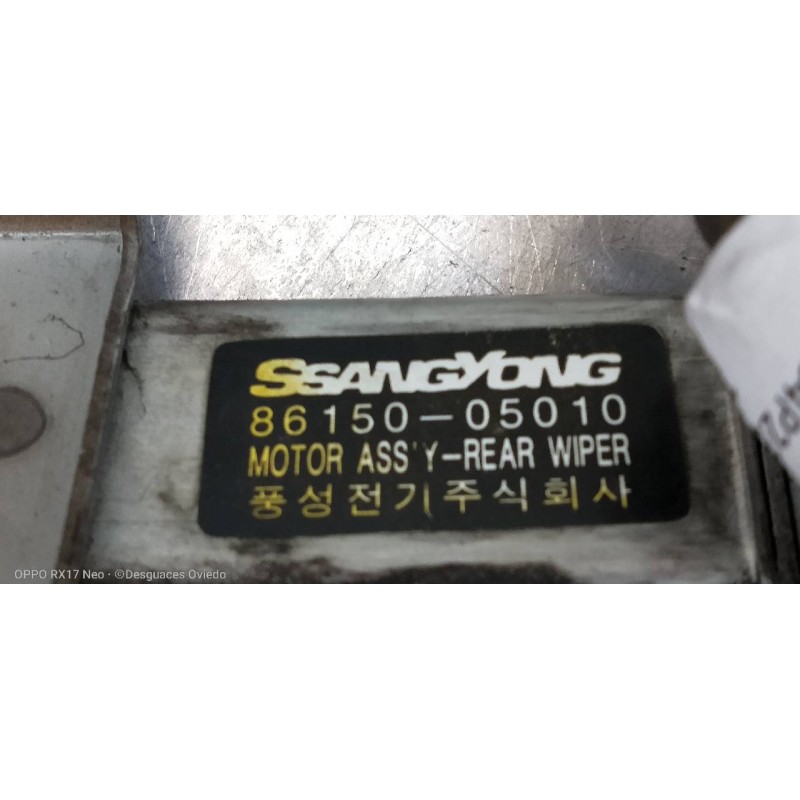 SSANGYONG
86150-05010
MOTOR ASS'Y-REAR WIPER
풍성전기주식회사
OPPO RX17 Neo · ©Desguaces Oviedo